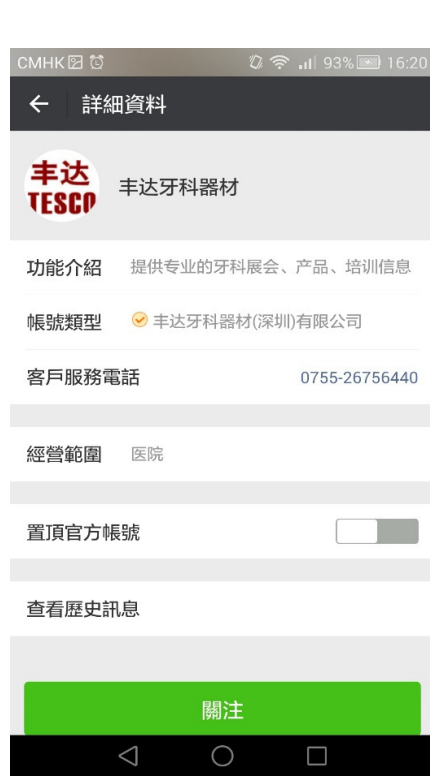 CMHK 93% 16:20
詳細資料
丰达
TESCO
丰达牙科器材
功能介紹 提供专业的牙科展会、产品、培训信息
帳號類型 丰达牙科器材(深圳)有限公司
客戶服務電話 0755-26756440
經營範圍 医院
置頂官方帳號
查看歷史訊息
關注